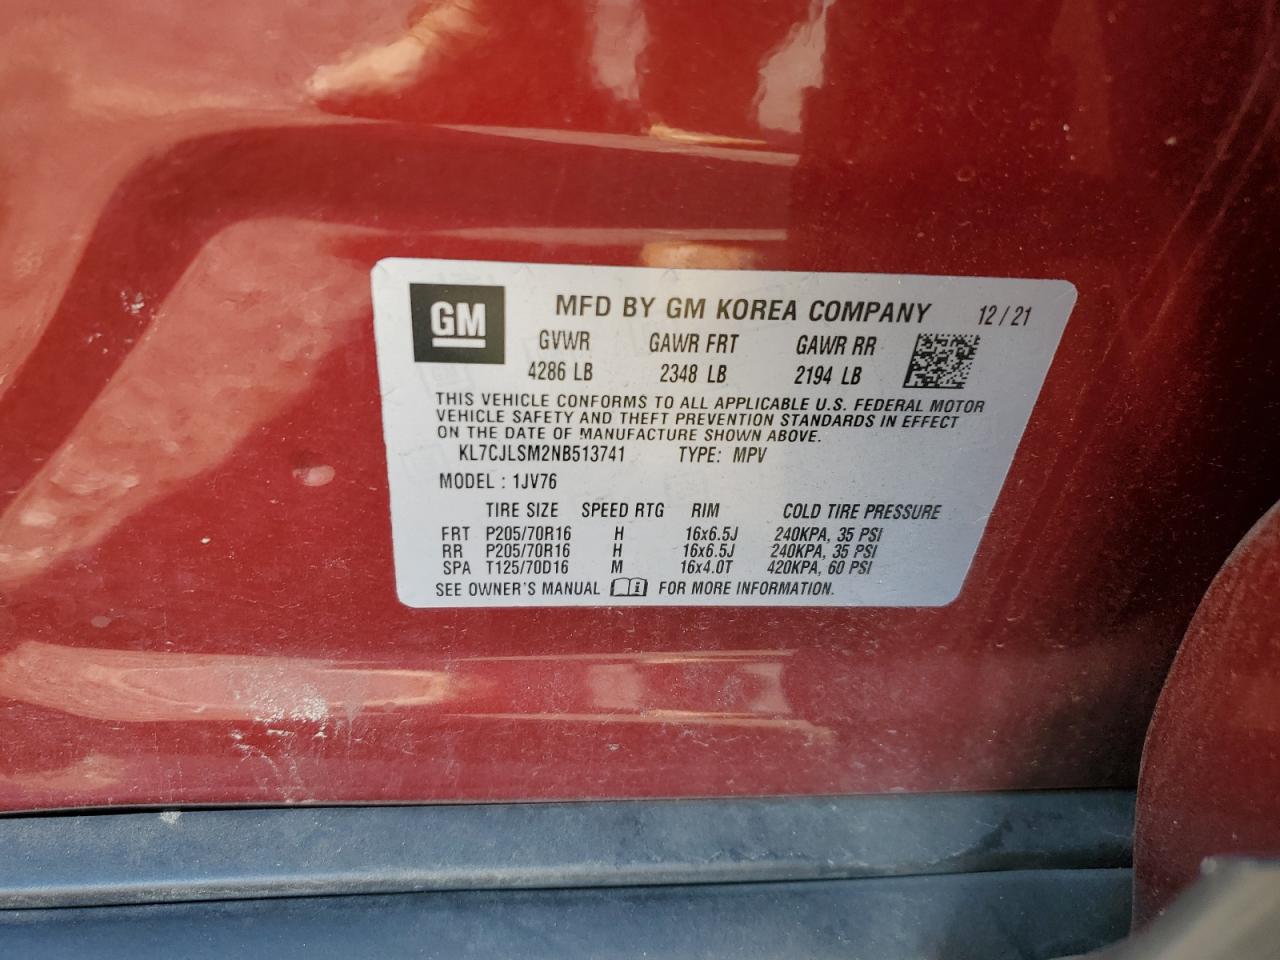 GM
MFD BY GM KOREA COMPANY 12 / 21
GVWR GAWR FRT GAWR RR
4286 LB 2348 LB 2194 LB
THIS VEHICLE CONFORMS TO ALL APPLICABLE U.S. FEDERAL MOTOR
VEHICLE SAFETY AND THEFT PREVENTION STANDARDS IN EFFECT
ON THE DATE OF MANUFACTURE SHOWN ABOVE.
KL7CJLSM2NB513741 TYPE: MPV
MODEL : 1JV76
TIRE SIZE SPEED RTG RIM COLD TIRE PRESSURE
FRT P205/70R16 H 16x6.5J 240KPA, 35 PSI
RR P205/70R16 H 16x6.5J 240KPA, 35 PSI
SPA T125/70D16 M 16x4.0T 420KPA, 60 PSI
SEE OWNER'S MANUAL i FOR MORE INFORMATION.